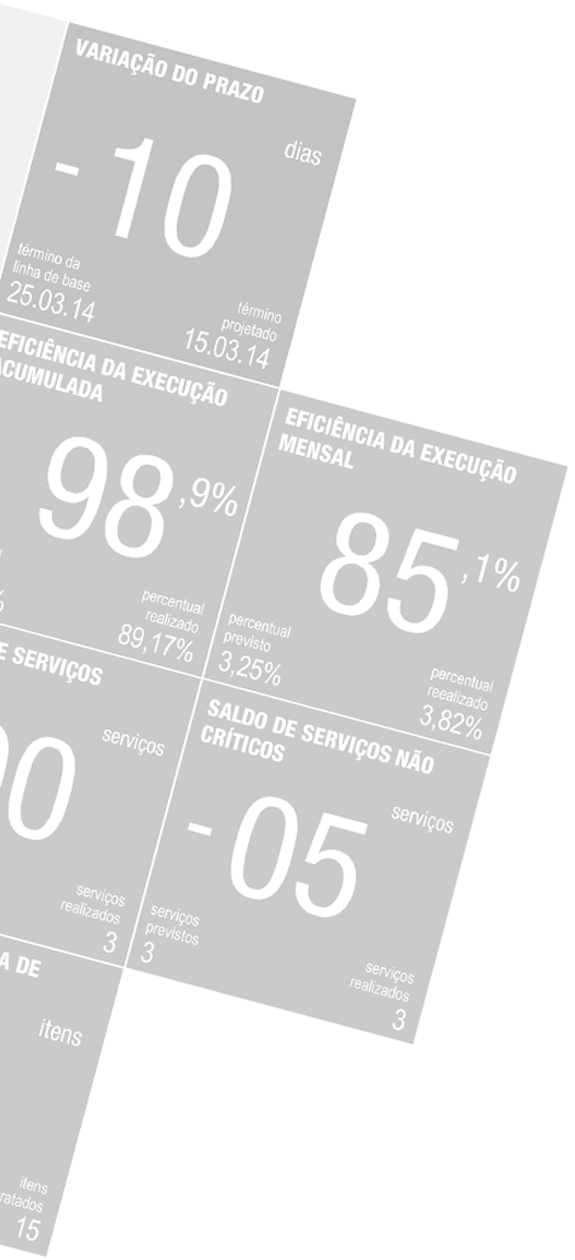 VARIAÇÃO DO PRAZO
dias
- 10
término da
linha de base
25.03.14
término
projetado
15.03.14
EFICIÊNCIA DA EXECUÇÃO
ACUMULADA
98,9%
%
percentual
realizado
89,17%
EFICIÊNCIA DA EXECUÇÃO
MENSAL
85,1%
percentual
previsto
3,25%
percentual
reealizado
3,82%
E SERVIÇOS
serviços
00
serviços
realizados
3
SALDO DE SERVIÇOS NÃO
CRÍTICOS
serviços
- 05
serviços
previstos
3
serviços
realizados
3
A DE
itens
itens
ratados
15